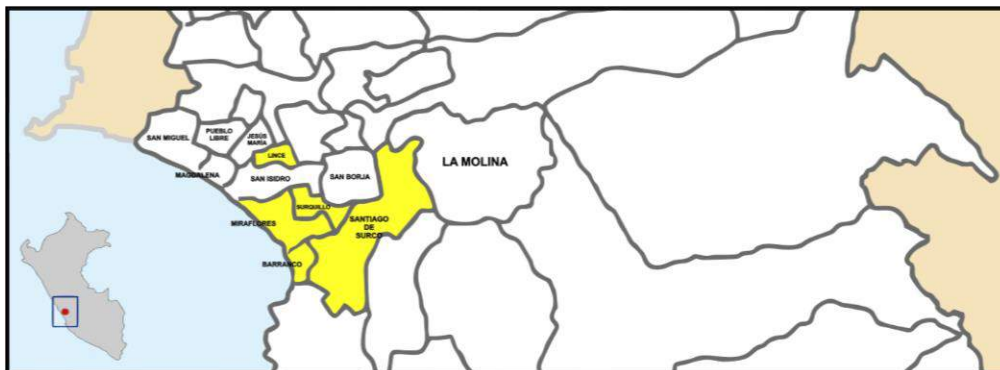 SAN MIGUEL
PUEBLO
LIBRE
JESÚS
MARÍA
LINCE
MAGDALENA
SAN ISIDRO
SAN BORJA
LA MOLINA
MIRAFLORES
SURQUILLO
SANTIAGO
DE
SURCO
BARRANCO